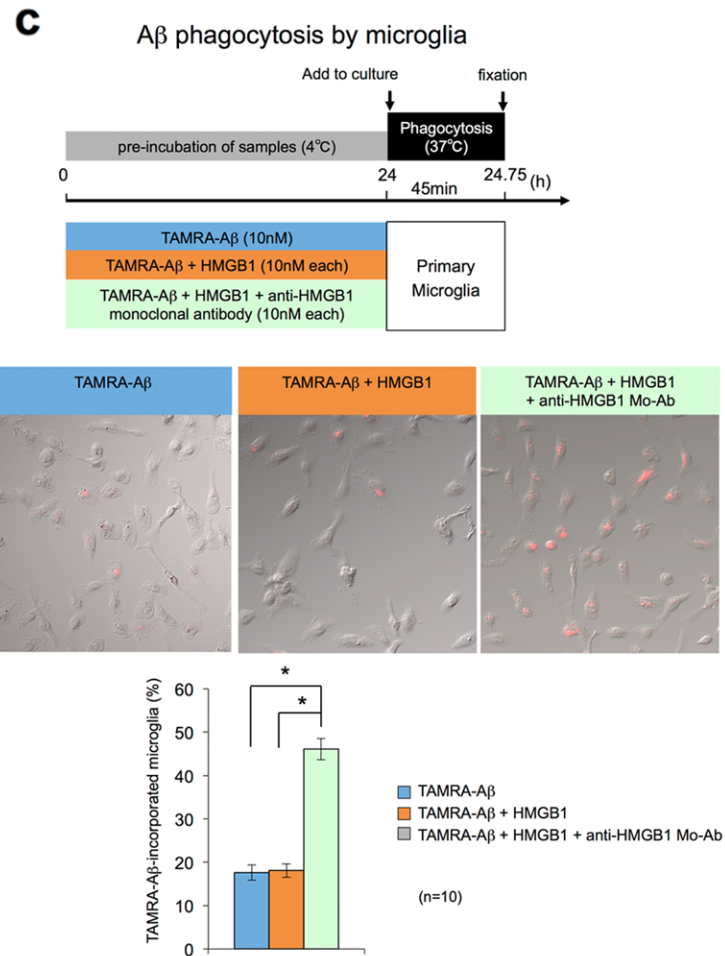 C
Aβ phagocytosis by microglia
Add to culture
fixation
pre-incubation of samples (4℃)
Phagocytosis
(37℃)
0
24
45min
24.75
(h)
TAMRA-Aβ (10nM)
TAMRA-Aβ + HMGB1 (10nM each)
TAMRA-Aβ + HMGB1 + anti-HMGB1
monoclonal antibody (10nM each)
Primary
Microglia
TAMRA-Aβ
TAMRA-Aβ + HMGB1
TAMRA-Aβ + HMGB1
+ anti-HMGB1 Mo-Ab
TAMRA-Aβ-incorporated microglia (%)
60
50
40
30
20
10
0
*
*
TAMRA-Aβ
TAMRA-Aβ + HMGB1
TAMRA-Aβ + HMGB1 + anti-HMGB1 Mo-Ab
(n=10)